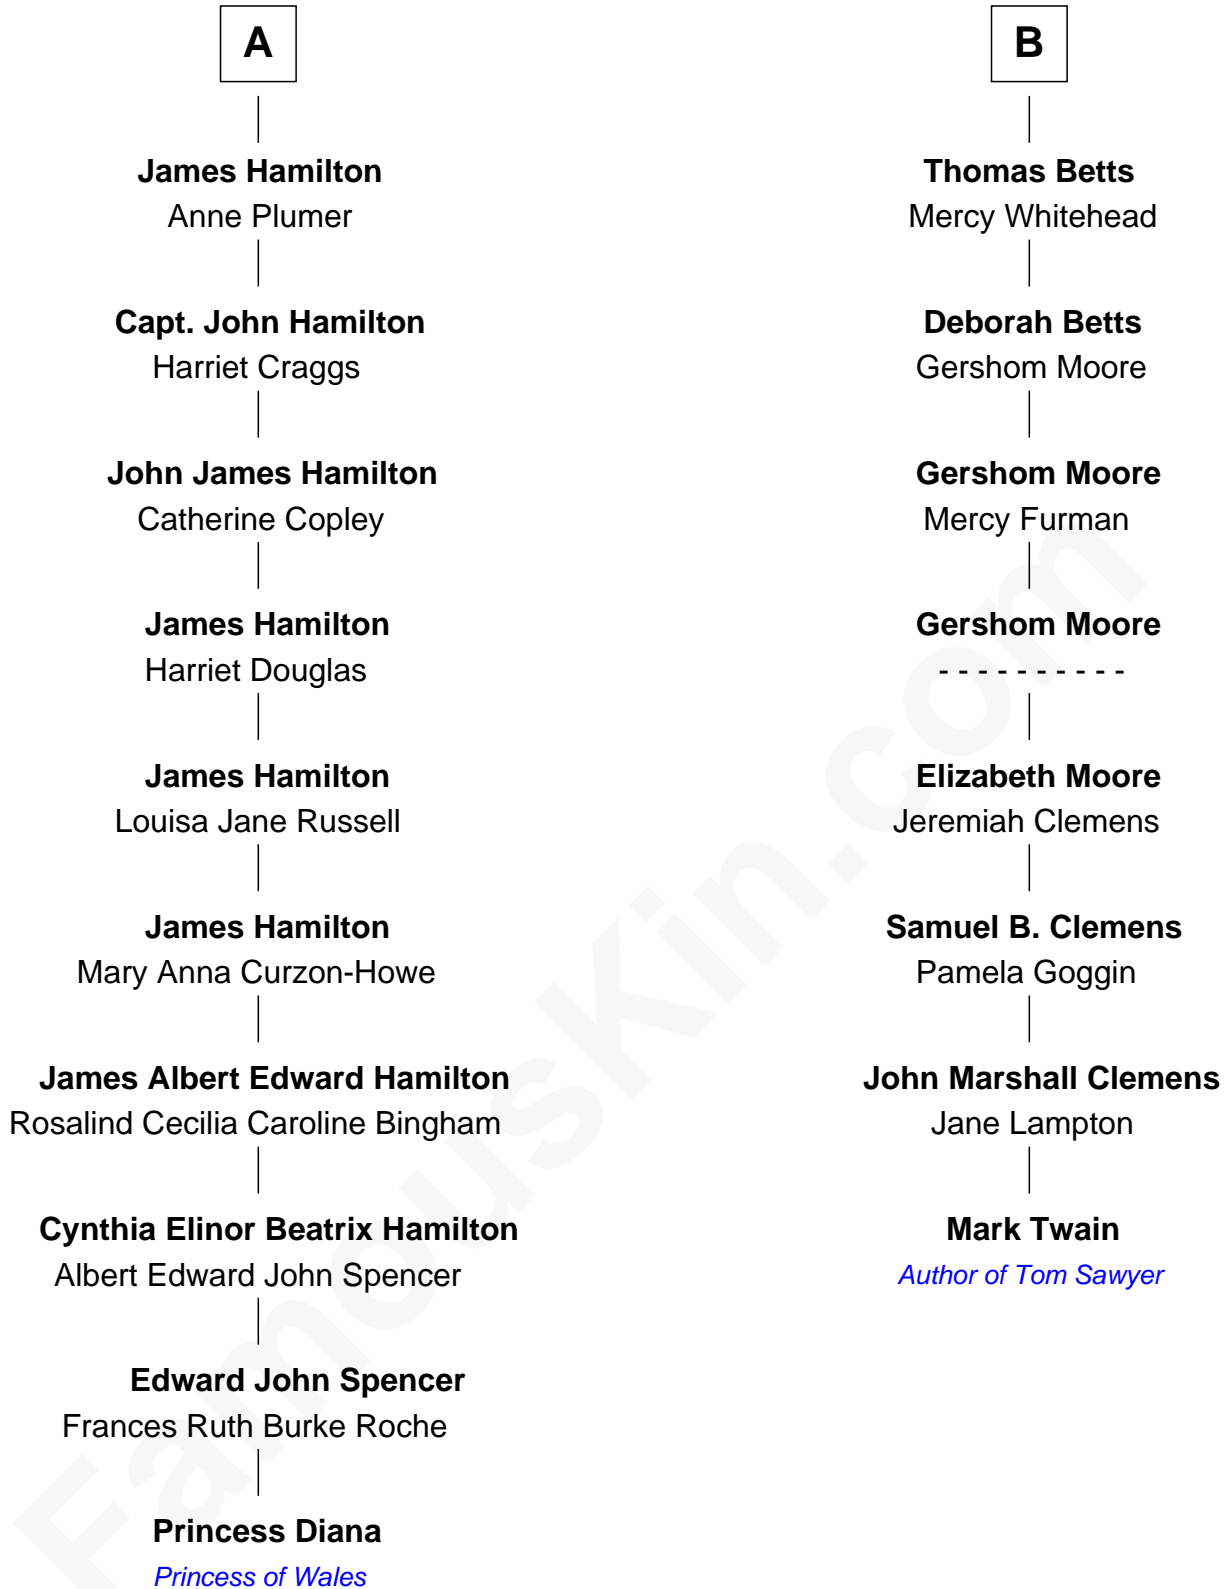 A
James Hamilton
Anne Plumer
Capt. John Hamilton
Harriet Craggs
John James Hamilton
Catherine Copley
James Hamilton
Harriet Douglas
James Hamilton
Louisa Jane Russell
James Hamilton
Mary Anna Curzon-Howe
James Albert Edward Hamilton
Rosalind Cecilia Caroline Bingham
Cynthia Elinor Beatrix Hamilton
Albert Edward John Spencer
Edward John Spencer
Frances Ruth Burke Roche
Princess Diana
Princess of Wales
B
Thomas Betts
Mercy Whitehead
Deborah Betts
Gershom Moore
Gershom Moore
Mercy Furman
Gershom Moore
- - - - - - - - - -
Elizabeth Moore
Jeremiah Clemens
Samuel B. Clemens
Pamela Goggin
John Marshall Clemens
Jane Lampton
Mark Twain
Author of Tom Sawyer
FamousKin.com